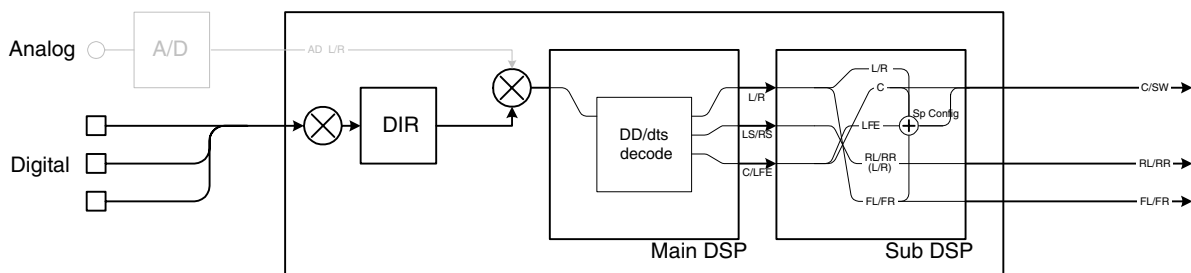 Analog
A/D
AD L/R
Digital
DIR
DD/dts
decode
Main DSP
L/R
LS/RS
C/LFE
L/R
C
LFE
Sp Config
RL/RR
(L/R)
FL/FR
Sub DSP
C/SW
RL/RR
FL/FR